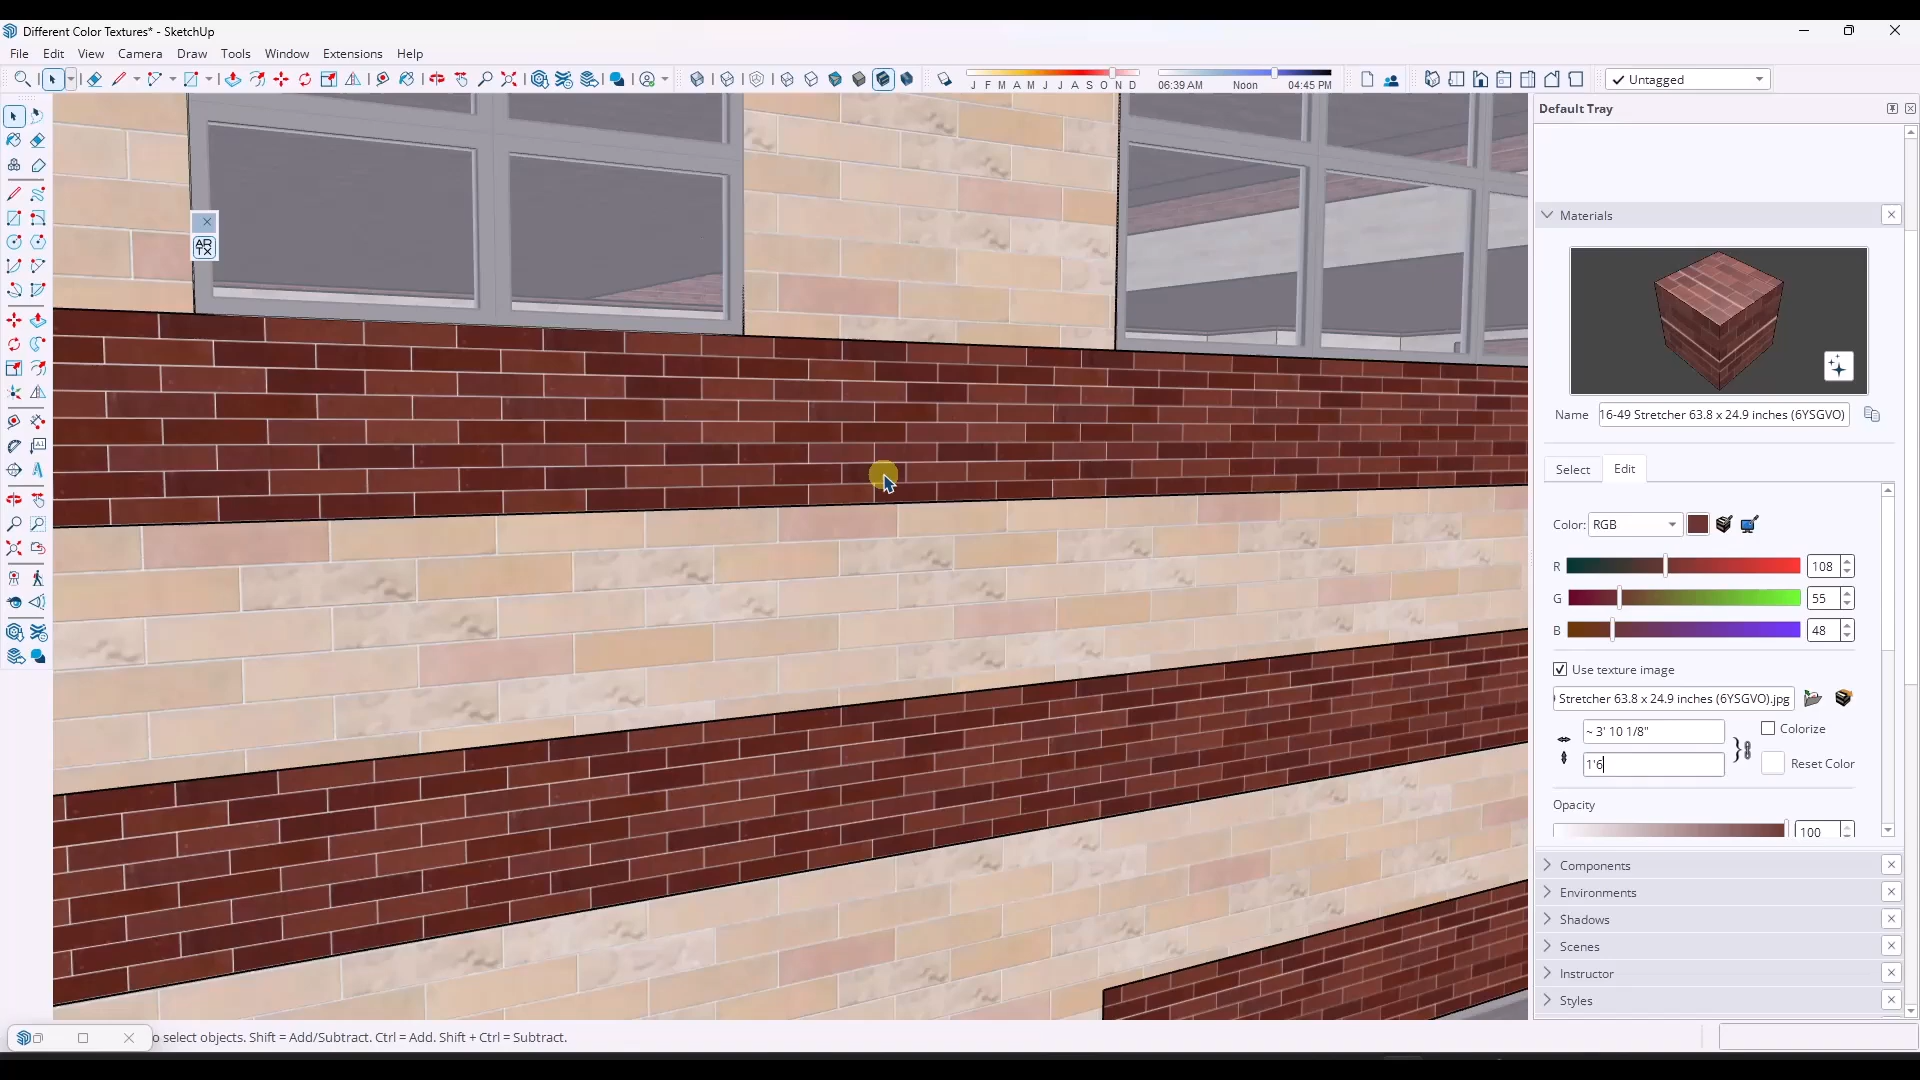 Different Color Textures* - SketchUp
File Edit View Camera Draw Tools Window Extensions Help
J F M A M J J A S O N D
06:39 AM Noon 04:45 PM
Untagged
Default Tray
Materials
AR
TX
Name 16-49 Stretcher 63.8 x 24.9 inches (6YSGVO)
Select Edit
Color: RGB
R 108
G 55
B 48
Use texture image
Stretcher 63.8 x 24.9 inches (6YSGVO).jpg
~ 3' 10 1/8" Colorize
1'6 Reset Color
Opacity
100
Components
Environments
Shadows
Scenes
Instructor
Styles
o select objects. Shift = Add/Subtract. Ctrl = Add. Shift + Ctrl = Subtract.